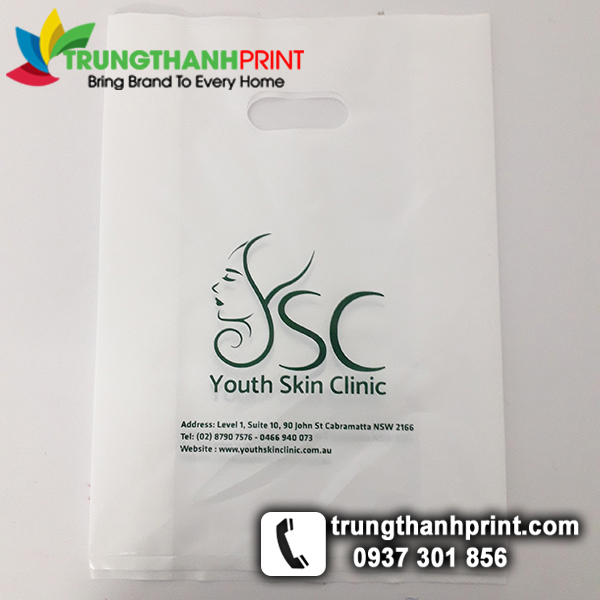 TRUNGTHANHPRINT
Bring Brand To Every Home
YSC
Youth Skin Clinic
Address: Level 1, Suite 10, 90 John St Cabramatta NSW 2166
Tel: (02) 8790 7576 - 0466 940 073
Website : www.youthskinclinic.com.au
trungthanhprint.com
0937 301 856